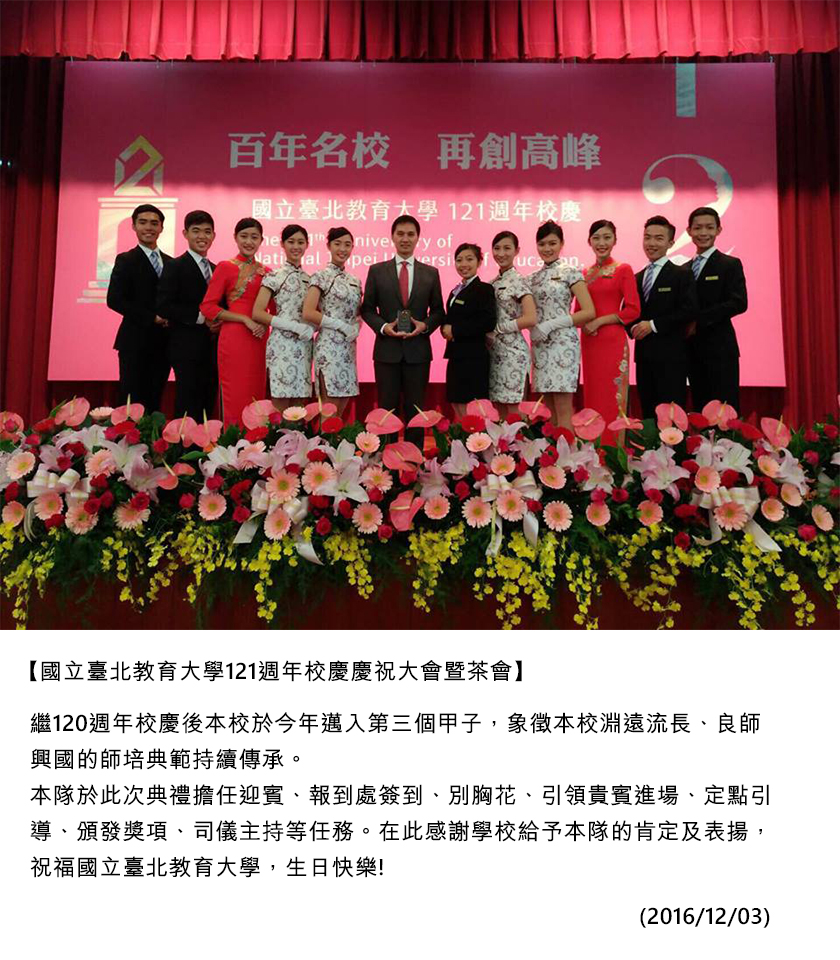 百年名校 再創高峰
國立臺北教育大學 121週年校慶
Anniversary of
National Taipei University of Education
【國立臺北教育大學121週年校慶慶祝大會暨茶會】
繼120週年校慶後本校於今年邁入第三個甲子，象徵本校淵遠流長、良師
興國的師培典範持續傳承。
本隊於此次典禮擔任迎賓、報到處簽到、別胸花、引領貴賓進場、定點引
導、頒發獎項、司儀主持等任務。在此感謝學校給予本隊的肯定及表揚，
祝福國立臺北教育大學，生日快樂!
(2016/12/03)